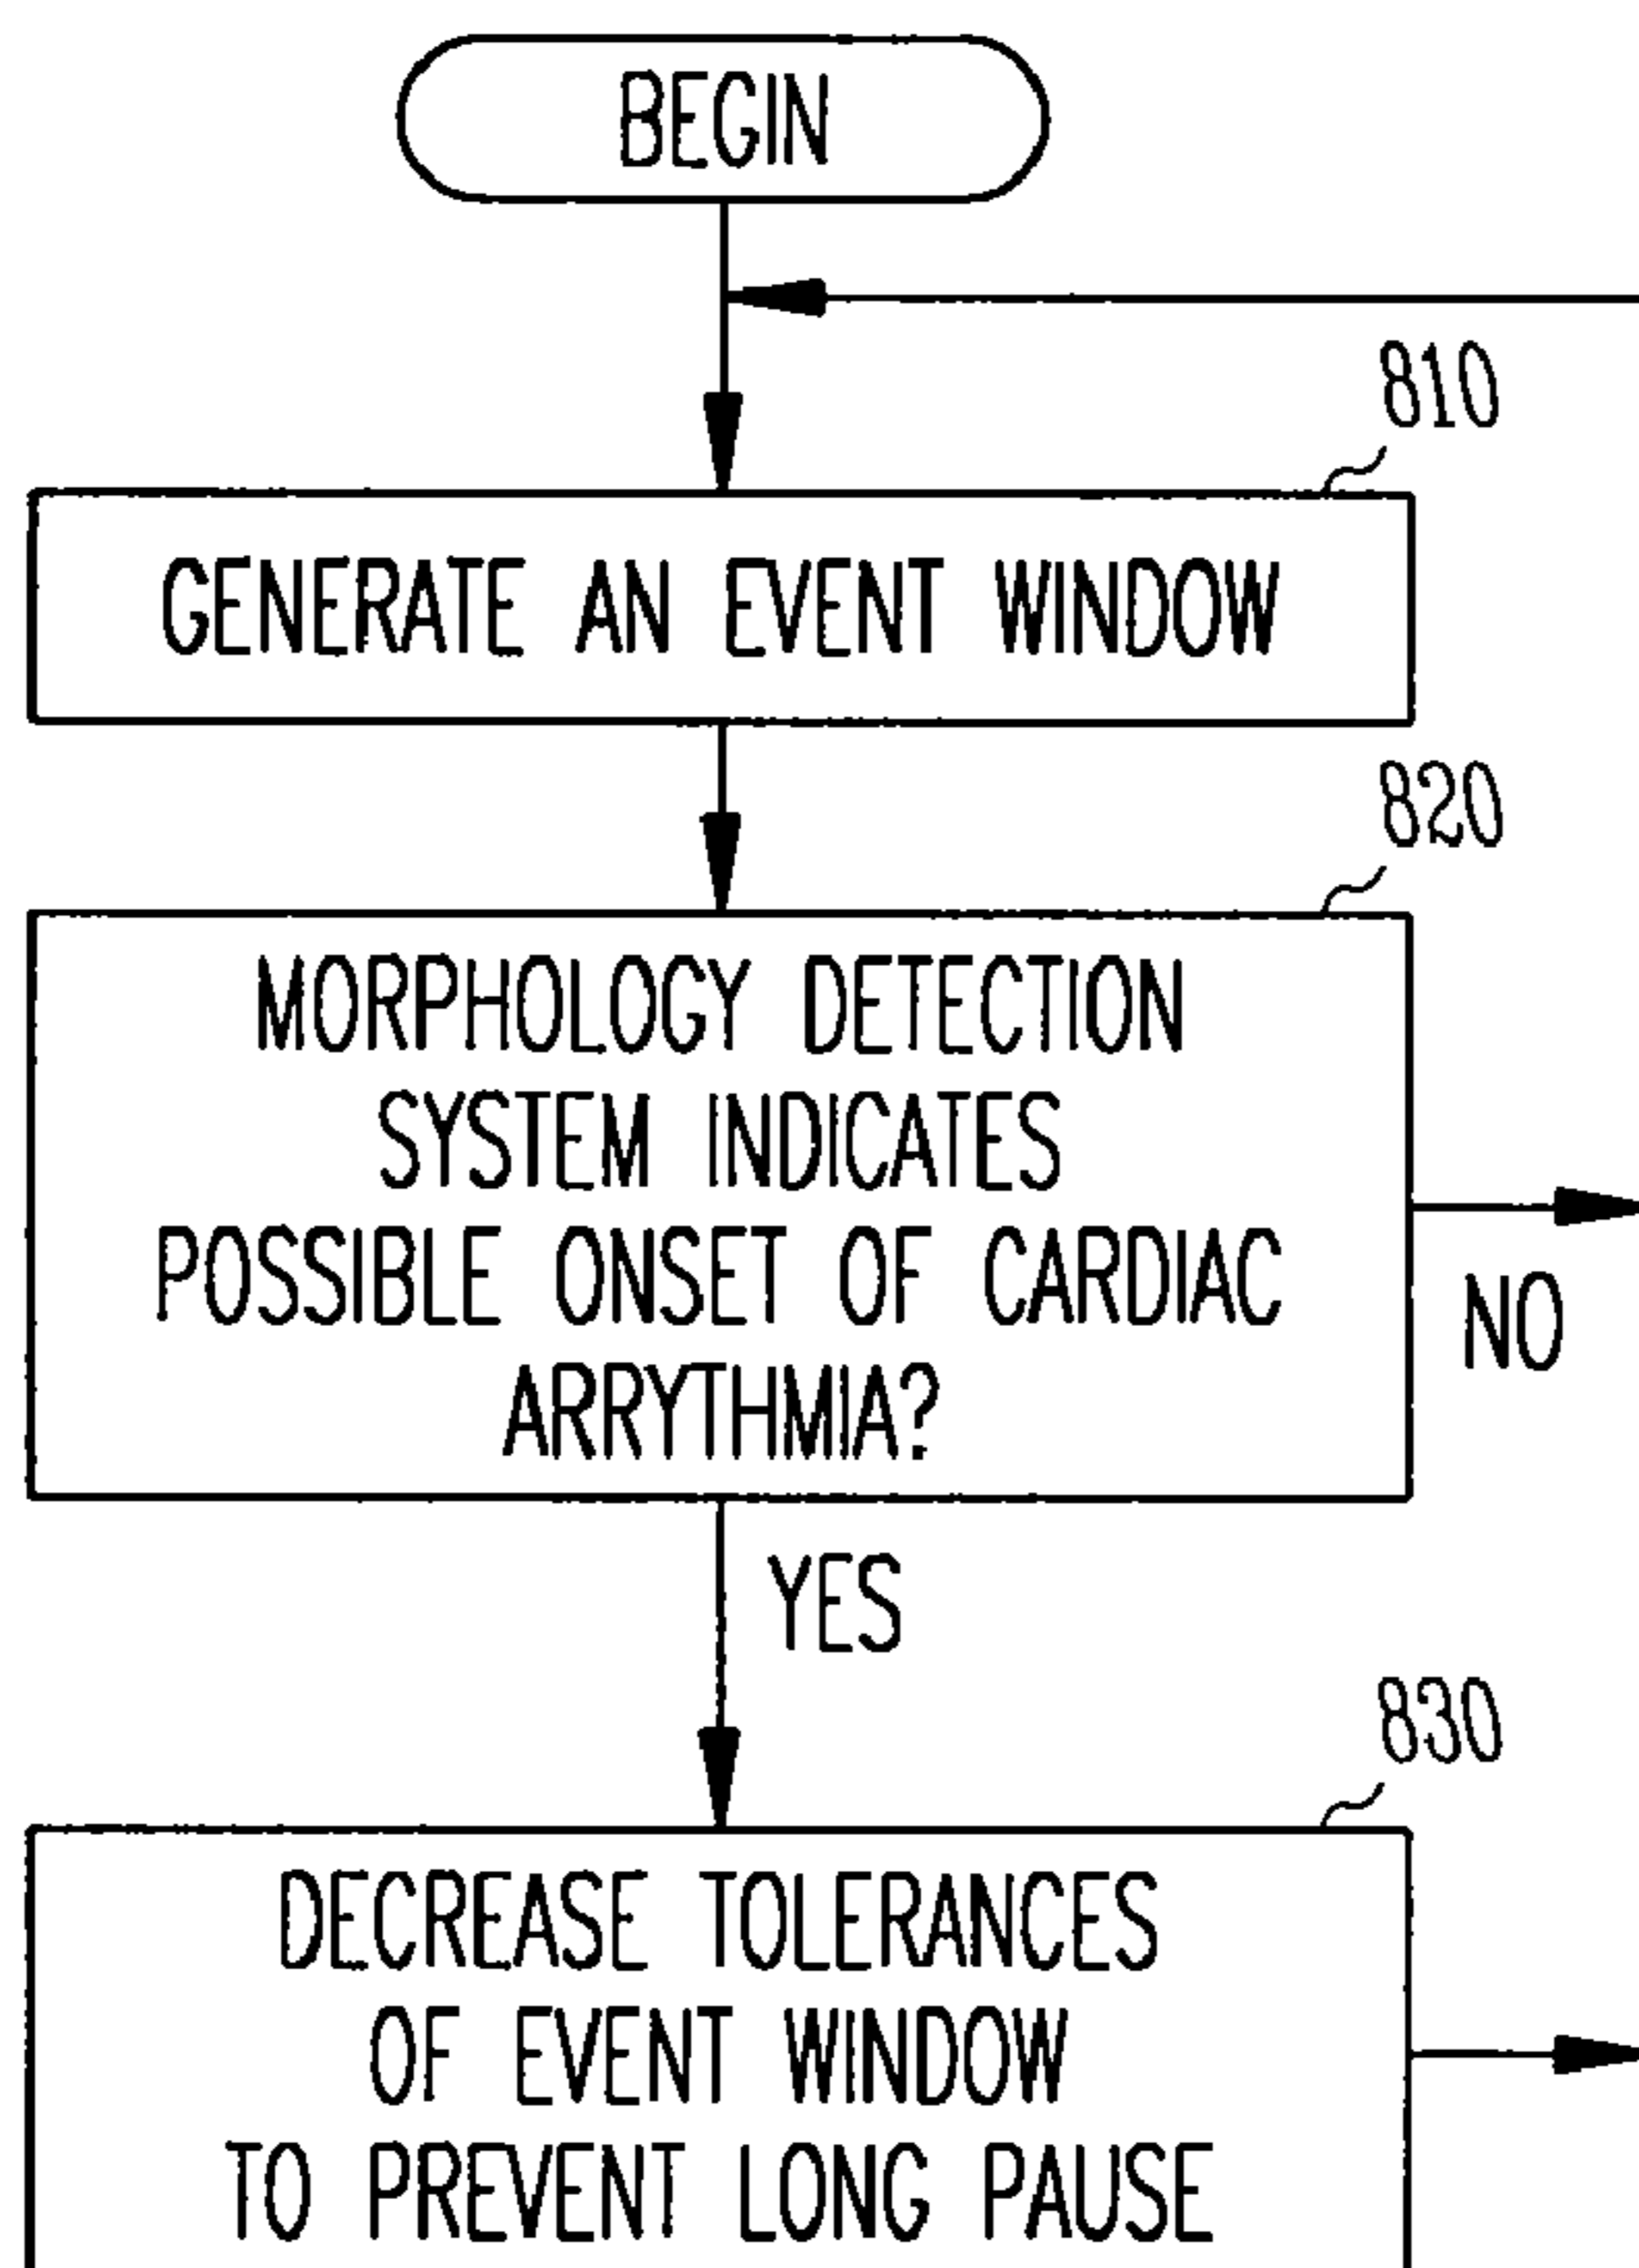 BEGIN
810
GENERATE AN EVENT WINDOW
820
MORPHOLOGY DETECTION
SYSTEM INDICATES
POSSIBLE ONSET OF CARDIAC
ARRYTHMIA?
NO
YES
830
DECREASE TOLERANCES
OF EVENT WINDOW
TO PREVENT LONG PAUSE